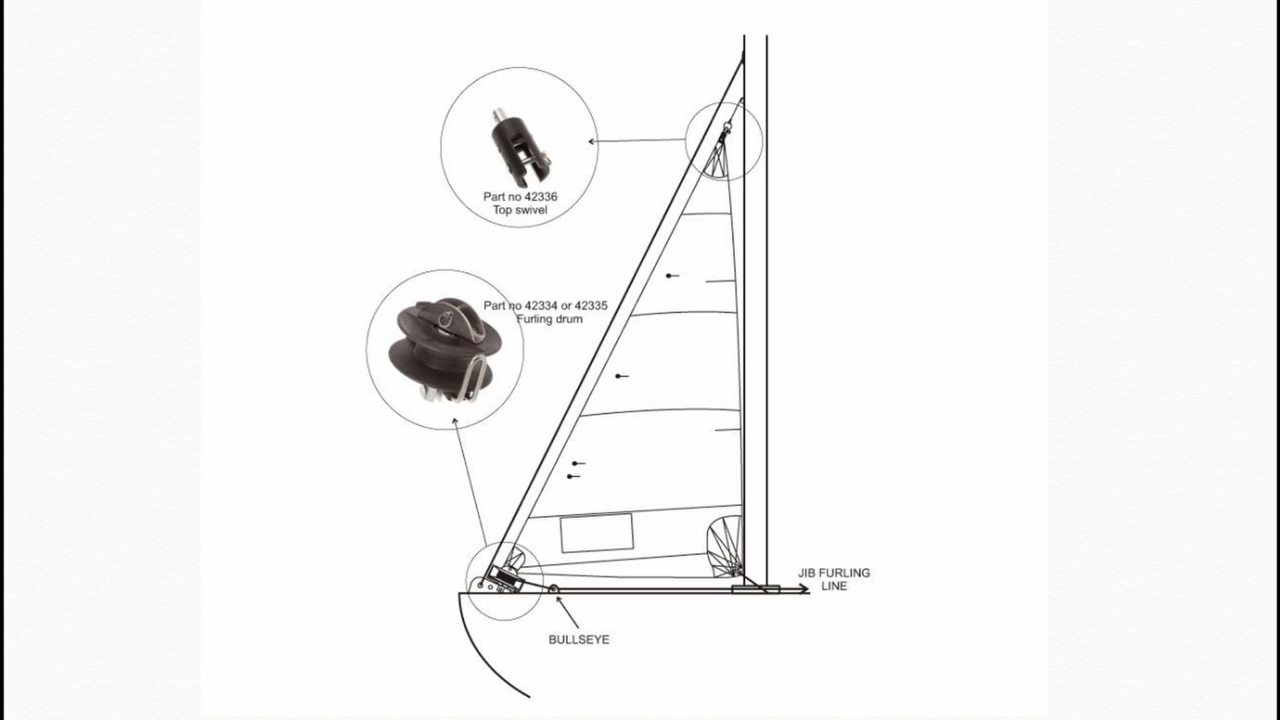 Part no 42336
Top swivel
Part no 42334 or 42335
Furling drum
JIB FURLING
LINE
BULLSEYE